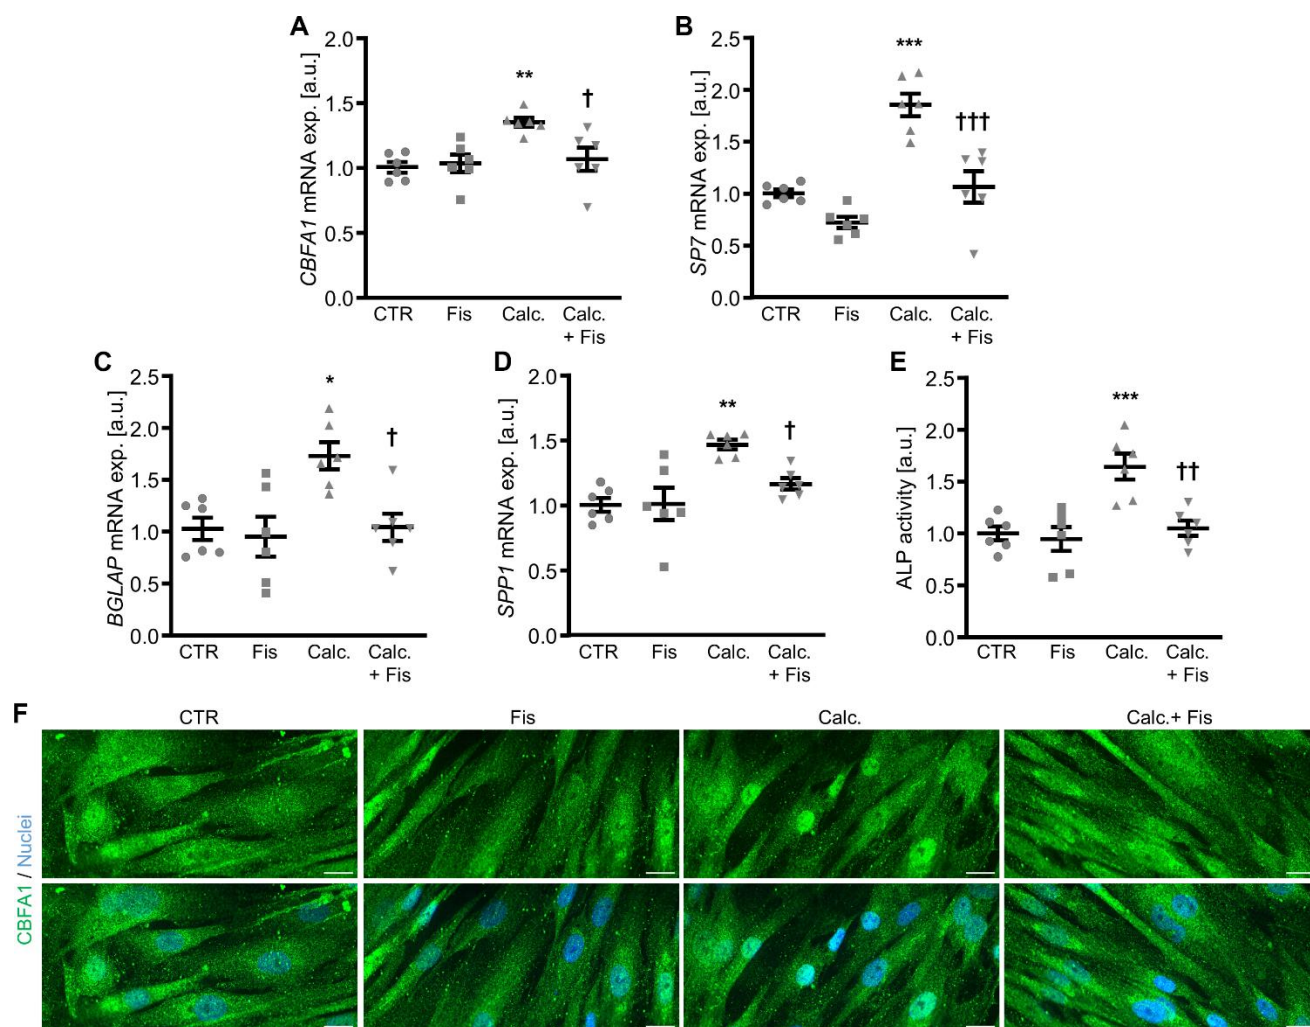 A
CBFA1 mRNA exp. [a.u.]
2.0
1.5
1.0
0.5
0.0
**
†
CTR
Fis
Calc.
Calc.
+ Fis
B
SP7 mRNA exp. [a.u.]
2.5
2.0
1.5
1.0
0.5
0.0
***
†††
CTR
Fis
Calc.
Calc.
+ Fis
C
BGLAP mRNA exp. [a.u.]
2.5
2.0
1.5
1.0
0.5
0.0
*
†
CTR
Fis
Calc.
Calc.
+ Fis
D
SPP1 mRNA exp. [a.u.]
2.0
1.5
1.0
0.5
0.0
**
†
CTR
Fis
Calc.
Calc.
+ Fis
E
ALP activity [a.u.]
2.5
2.0
1.5
1.0
0.5
0.0
***
††
CTR
Fis
Calc.
Calc.
+ Fis
F
CTR
Fis
Calc.
Calc.+ Fis
CBFA1 / Nuclei